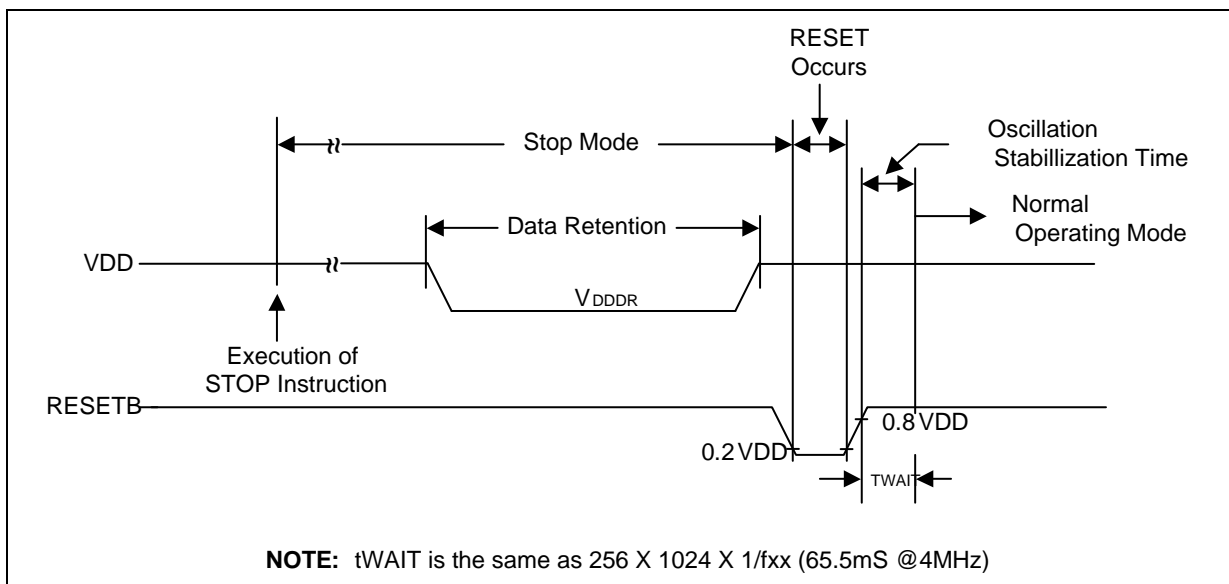 RESET
Occurs
Stop Mode
Oscillation
Stabillization Time
Data Retention
Normal
Operating Mode
VDD
VDDDR
Execution of
STOP Instruction
RESETB
0.8 VDD
0.2 VDD
TWAIT
NOTE: tWAIT is the same as 256 X 1024 X 1/fxx (65.5mS @4MHz)